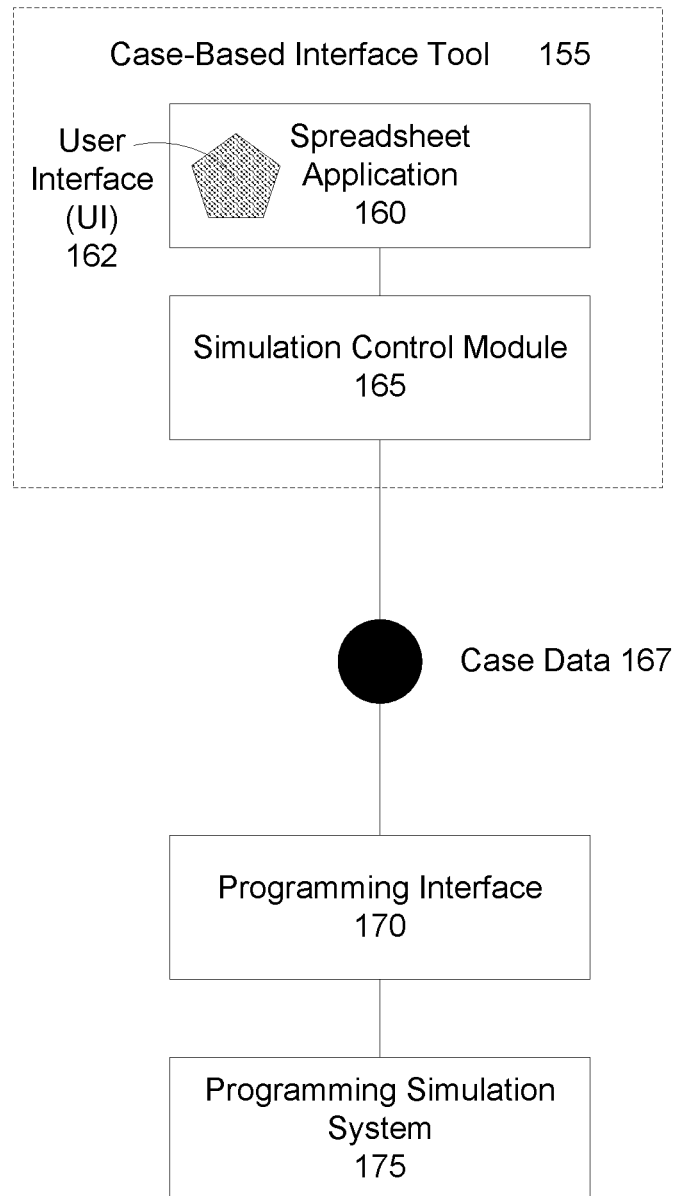 Case-Based Interface Tool 155
User
Interface
(UI)
162
Spreadsheet
Application
160
Simulation Control Module
165
Case Data 167
Programming Interface
170
Programming Simulation
System
175